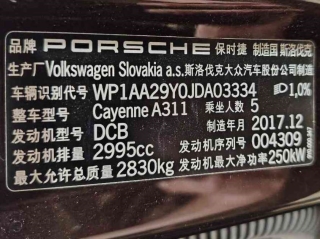 品牌 PORSCHE 保时捷 制造国 斯洛伐克
生产厂 Volkswagen Slovakia a.s.斯洛伐克大众汽车股份公司制造
车辆识别代号 WP1AA29Y0JDA03334 1,0%
整车型号 Cayenne A311 乘坐人数 5
发动机型号 DCB 制造年月 2017.12
发动机排量 2995cc 发动机序号 004309
最大允许总质量 2830kg 发动机最大净功率 250kW